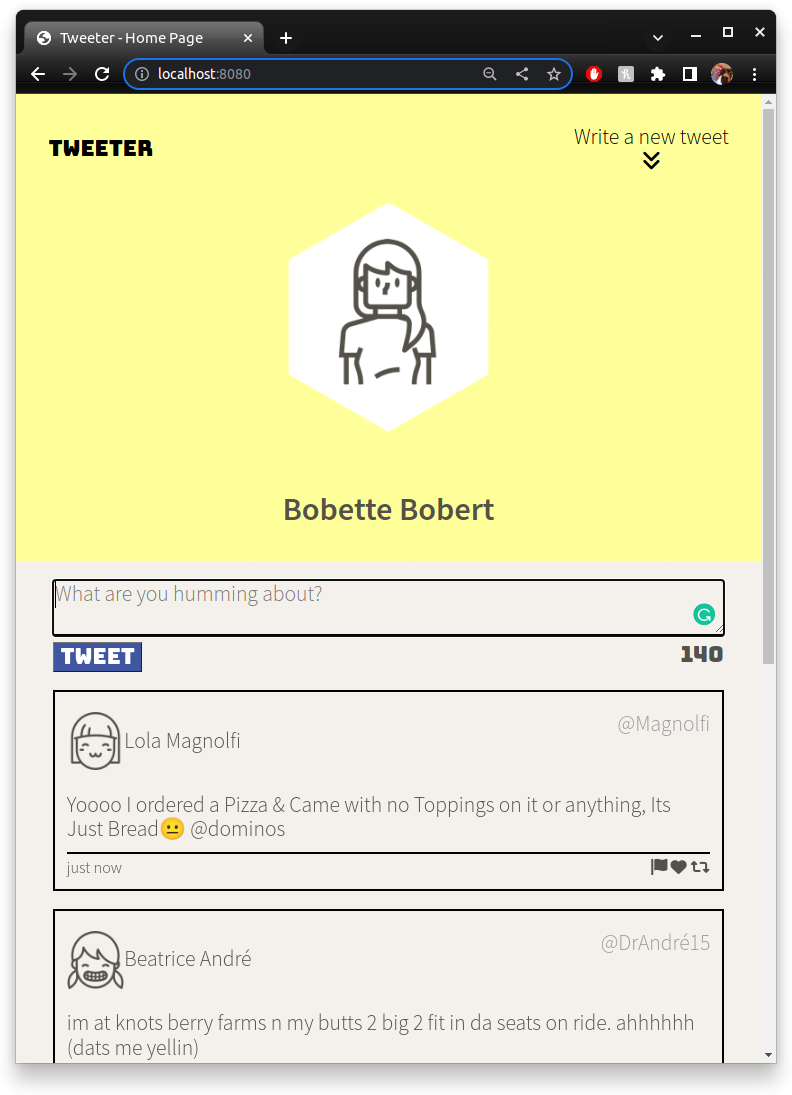 Tweeter - Home Page
localhost:8080
TWEETER
Write a new tweet
Bobette Bobert
What are you humming about?
TWEET
140
Lola Magnolfi
@Magnolfi
Yoooo I ordered a Pizza & Came with no Toppings on it or anything, Its
Just Bread😐 @dominos
just now
Beatrice André
@DrAndré15
im at knots berry farms n my butts 2 big 2 fit in da seats on ride. ahhhhhh
(dats me yellin)